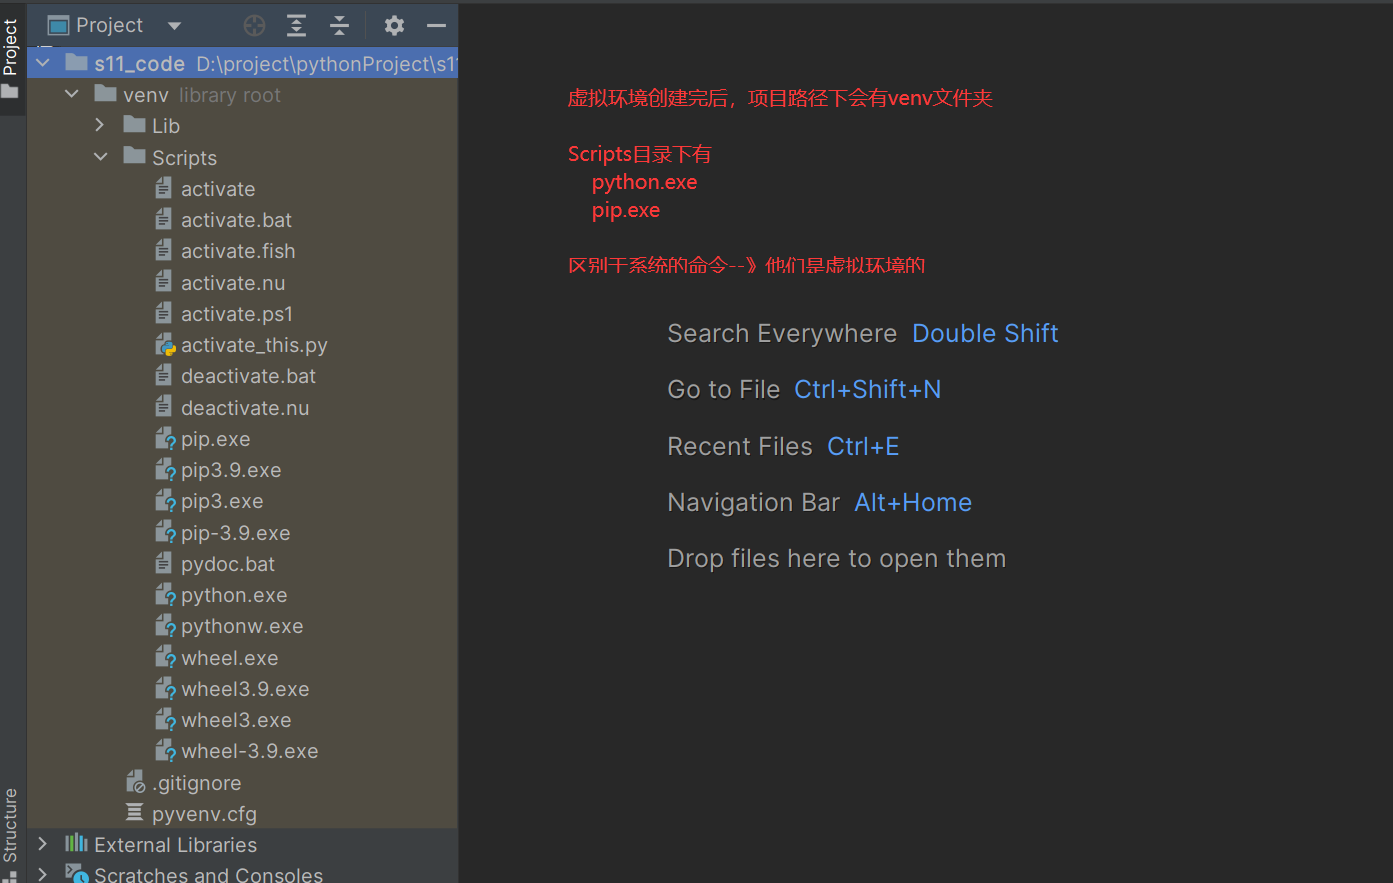 Project
Project
s11_code D:\project\pythonProject\s1
venv library root
Lib
Scripts
activate
activate.bat
activate.fish
activate.nu
activate.ps1
activate_this.py
deactivate.bat
deactivate.nu
pip.exe
pip3.9.exe
pip3.exe
pip-3.9.exe
pydoc.bat
python.exe
pythonw.exe
wheel.exe
wheel3.9.exe
wheel3.exe
wheel-3.9.exe
.gitignore
pyvenv.cfg
External Libraries
Scratches and Consoles
Structure
虚拟环境创建完后，项目路径下会有venv文件夹
Scripts目录下有
python.exe
pip.exe
区别于系统的命令--》他们是虚拟环境的
Search Everywhere Double Shift
Go to File Ctrl+Shift+N
Recent Files Ctrl+E
Navigation Bar Alt+Home
Drop files here to open them